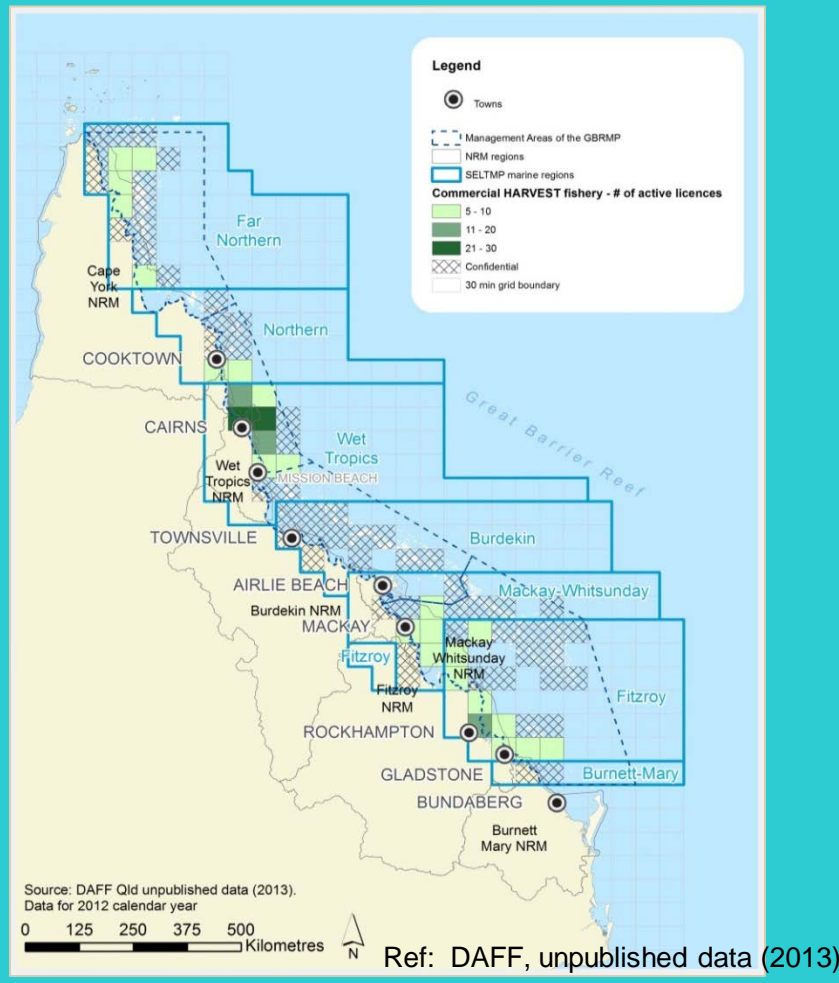 Legend
Towns
Management Areas of the GBRMP
NRM regions
SELTMP marine regions
Commercial HARVEST fishery - # of active licences
5 - 10
11 - 20
21 - 30
Confidential
30 min grid boundary
Far
Northern
Cape
York
NRM
Northern
COOKTOWN
Great Barrier Reef
CAIRNS
Wet
Tropics
Wet
Tropics
NRM
MISSION BEACH
TOWNSVILLE
Burdekin
AIRLIE BEACH
Mackay-Whitsunday
Burdekin NRM
MACKAY
Mackay
Whitsunday
NRM
Fitzroy
Fitzroy
NRM
Fitzroy
ROCKHAMPTON
GLADSTONE
Burnett-Mary
BUNDABERG
Burnett
Mary NRM
Source: DAFF Qld unpublished data (2013).
Data for 2012 calendar year
0 125 250 375 500
Kilometres
N
Ref: DAFF, unpublished data (2013)